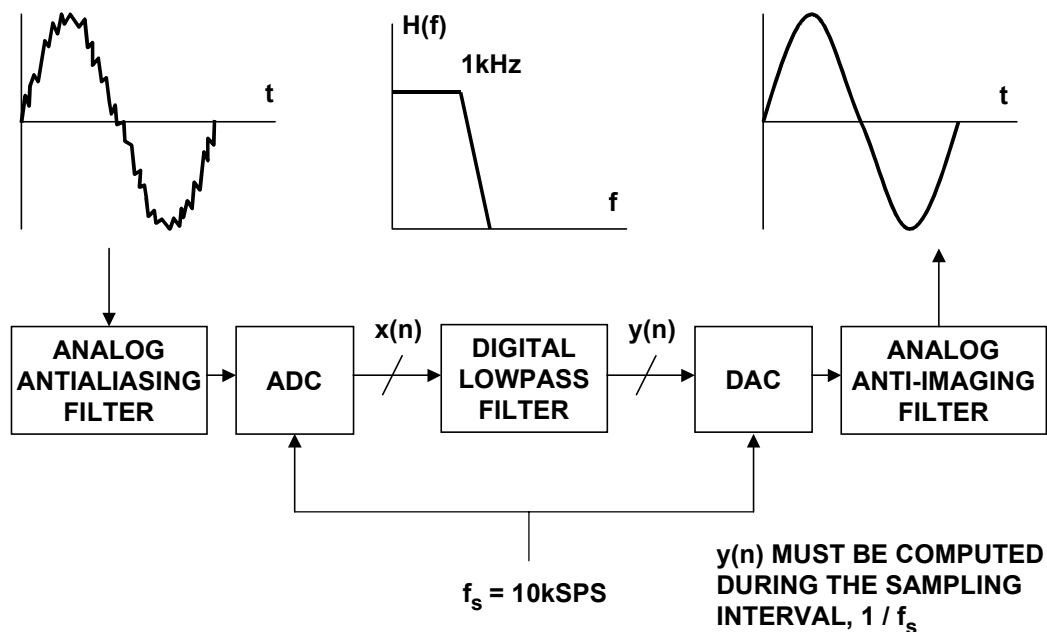 t
H(f)
1kHz
f
t
ANALOG
ANTIALIASING
FILTER
ADC
x(n)
DIGITAL
LOWPASS
FILTER
y(n)
DAC
ANALOG
ANTI-IMAGING
FILTER
fs = 10kSPS
y(n) MUST BE COMPUTED
DURING THE SAMPLING
INTERVAL, 1 / fs